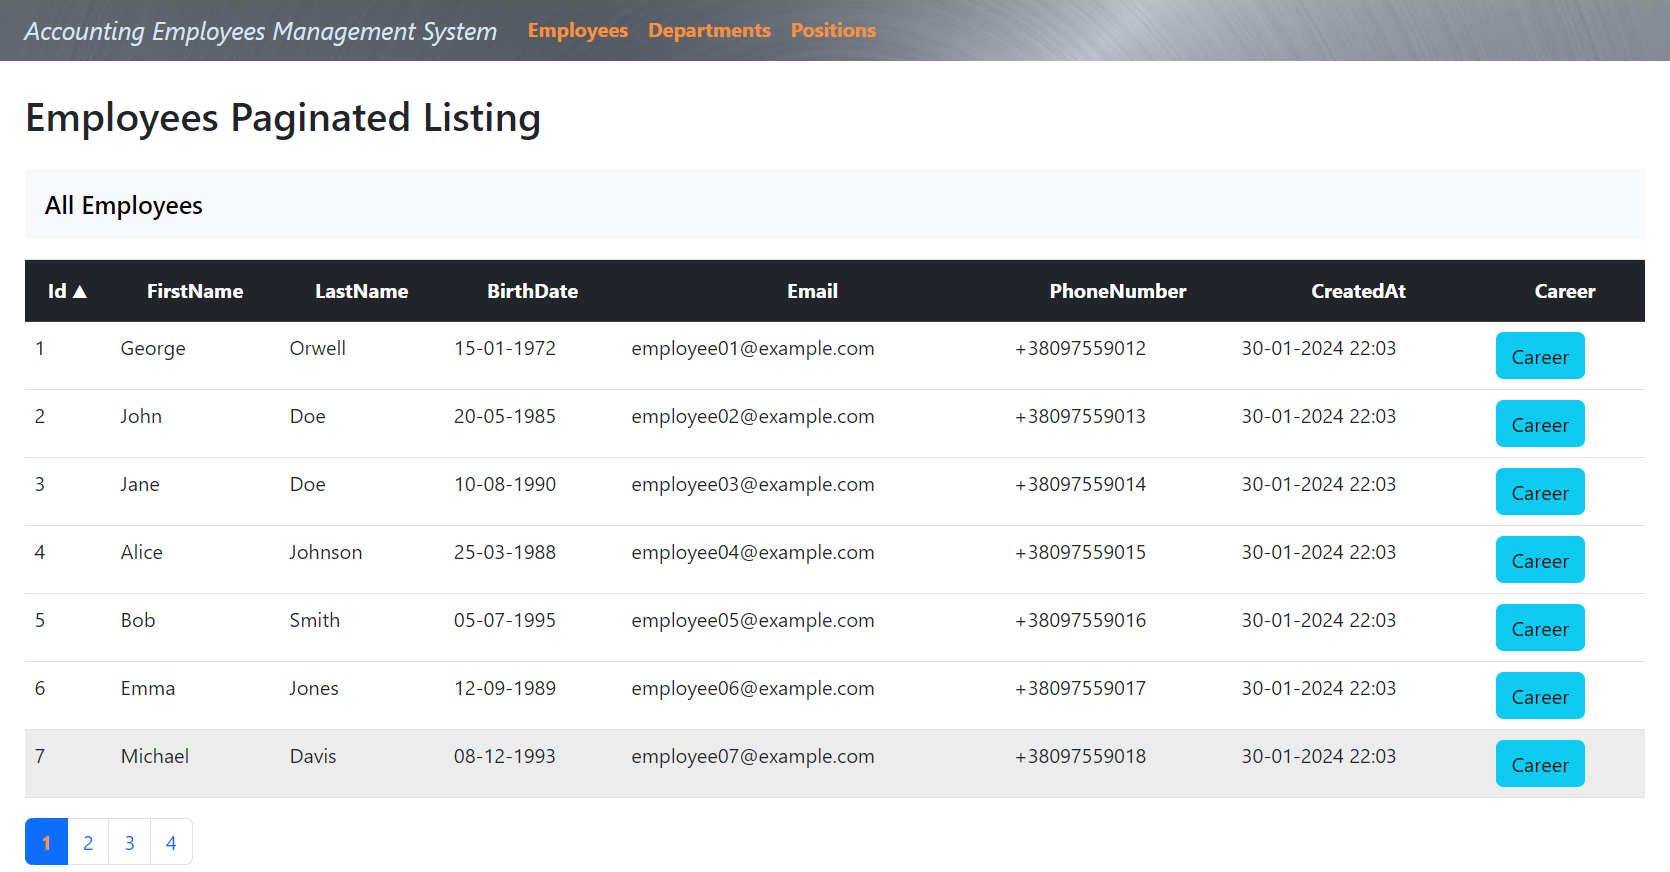 Accounting Employees Management System Employees Departments Positions
Employees Paginated Listing
All Employees
Id ▲ FirstName LastName BirthDate Email PhoneNumber CreatedAt Career
1 George Orwell 15-01-1972 employee01@example.com +38097559012 30-01-2024 22:03 Career
2 John Doe 20-05-1985 employee02@example.com +38097559013 30-01-2024 22:03 Career
3 Jane Doe 10-08-1990 employee03@example.com +38097559014 30-01-2024 22:03 Career
4 Alice Johnson 25-03-1988 employee04@example.com +38097559015 30-01-2024 22:03 Career
5 Bob Smith 05-07-1995 employee05@example.com +38097559016 30-01-2024 22:03 Career
6 Emma Jones 12-09-1989 employee06@example.com +38097559017 30-01-2024 22:03 Career
7 Michael Davis 08-12-1993 employee07@example.com +38097559018 30-01-2024 22:03 Career
1 2 3 4